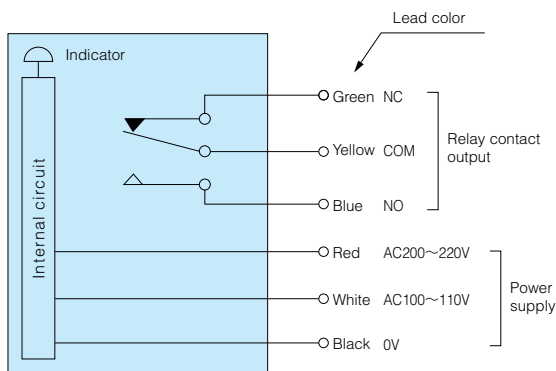 Lead color
Indicator
Internal circuit
Green NC
Yellow COM
Blue NO
Relay contact
output
Red AC200～220V
White AC100～110V
Black 0V
Power
supply